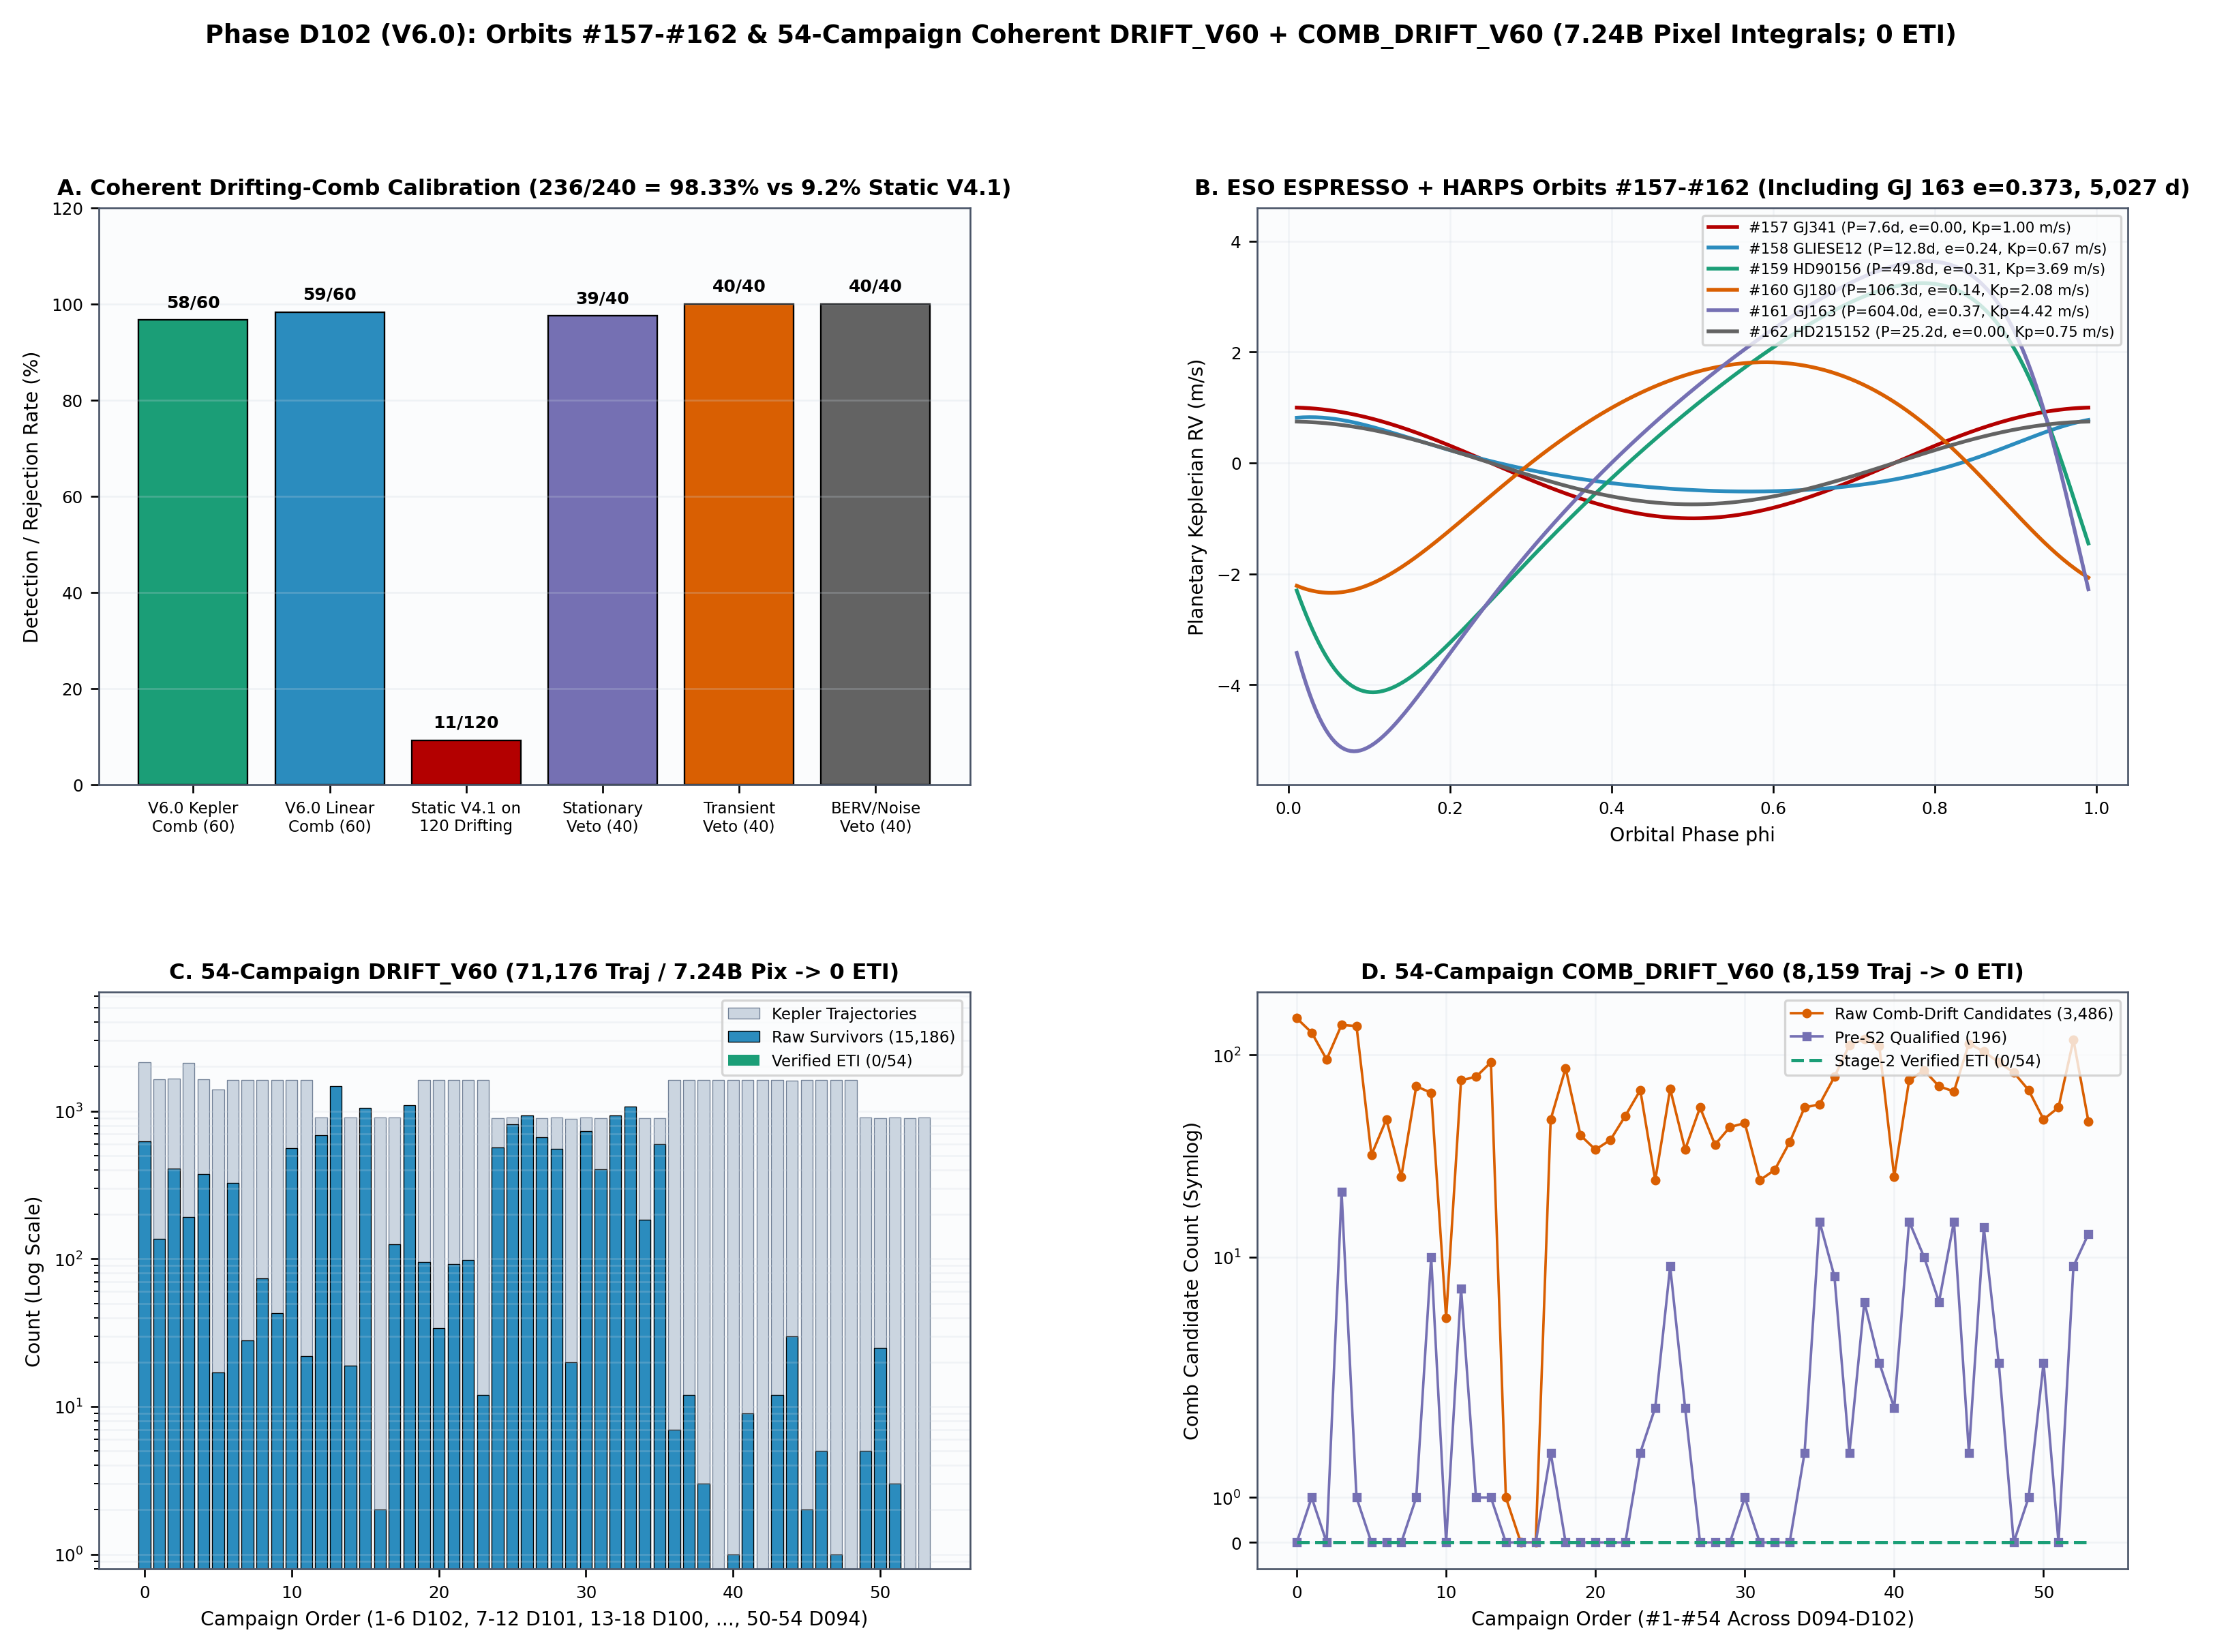 Phase D102 (V6.0): Orbits #157-#162 & 54-Campaign Coherent DRIFT_V60 + COMB_DRIFT_V60 (7.24B Pixel Integrals; 0 ETI)
A. Coherent Drifting-Comb Calibration (236/240 = 98.33% vs 9.2% Static V4.1)
Detection / Rejection Rate (%)
120
100
80
60
40
20
0
58/60
59/60
11/120
39/40
40/40
40/40
V6.0 Kepler
Comb (60)
V6.0 Linear
Comb (60)
Static V4.1 on
120 Drifting
Stationary
Veto (40)
Transient
Veto (40)
BERV/Noise
Veto (40)
B. ESO ESPRESSO + HARPS Orbits #157-#162 (Including GJ 163 e=0.373, 5,027 d)
Planetary Keplerian RV (m/s)
4
2
0
−2
−4
#157 GJ341 (P=7.6d, e=0.00, Kp=1.00 m/s)
#158 GLIESE12 (P=12.8d, e=0.24, Kp=0.67 m/s)
#159 HD90156 (P=49.8d, e=0.31, Kp=3.69 m/s)
#160 GJ180 (P=106.3d, e=0.14, Kp=2.08 m/s)
#161 GJ163 (P=604.0d, e=0.37, Kp=4.42 m/s)
#162 HD215152 (P=25.2d, e=0.00, Kp=0.75 m/s)
0.0 0.2 0.4 0.6 0.8 1.0
Orbital Phase phi
C. 54-Campaign DRIFT_V60 (71,176 Traj / 7.24B Pix -> 0 ETI)
Count (Log Scale)
10³
10²
10¹
10⁰
Kepler Trajectories
Raw Survivors (15,186)
Verified ETI (0/54)
0 10 20 30 40 50
Campaign Order (1-6 D102, 7-12 D101, 13-18 D100, ..., 50-54 D094)
D. 54-Campaign COMB_DRIFT_V60 (8,159 Traj -> 0 ETI)
Comb Candidate Count (Symlog)
10²
10¹
10⁰
0
Raw Comb-Drift Candidates (3,486)
Pre-S2 Qualified (196)
Stage-2 Verified ETI (0/54)
0 10 20 30 40 50
Campaign Order (#1-#54 Across D094-D102)